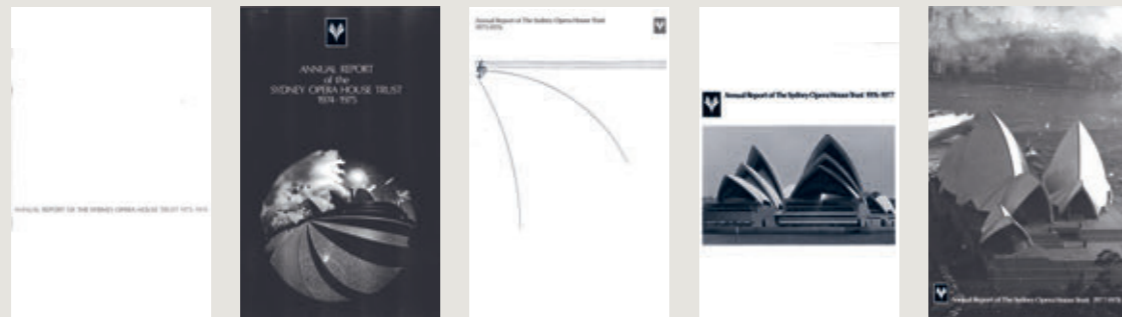 ANNUAL REPORT OF THE SYDNEY OPERA HOUSE TRUST 1973-1974
ANNUAL REPORT
of the
SYDNEY OPERA HOUSE TRUST
1974-1975
Annual Report of The Sydney Opera House Trust
1975-1976
Annual Report of The Sydney Opera House Trust 1976-1977
Annual Report of The Sydney Opera House Trust 1977-1978